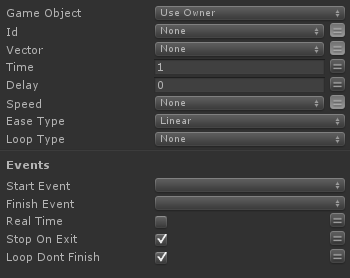 Game Object Use Owner
Id None
Vector None
Time 1
Delay 0
Speed None
Ease Type Linear
Loop Type None
Events
Start Event
Finish Event
Real Time
Stop On Exit
Loop Dont Finish